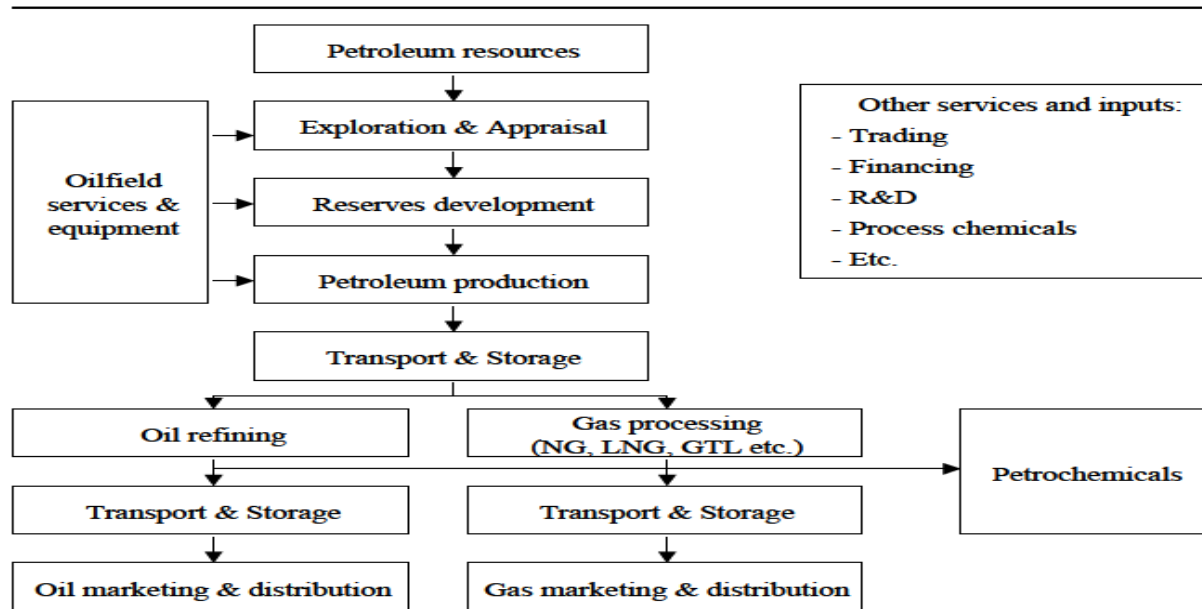 Petroleum resources
Exploration & Appraisal
Oilfield
services &
equipment
Reserves development
Petroleum production
Other services and inputs:
- Trading
- Financing
- R&D
- Process chemicals
- Etc.
Transport & Storage
Oil refining
Gas processing
(NG, LNG, GTL etc.)
Petrochemicals
Transport & Storage
Transport & Storage
Oil marketing & distribution
Gas marketing & distribution